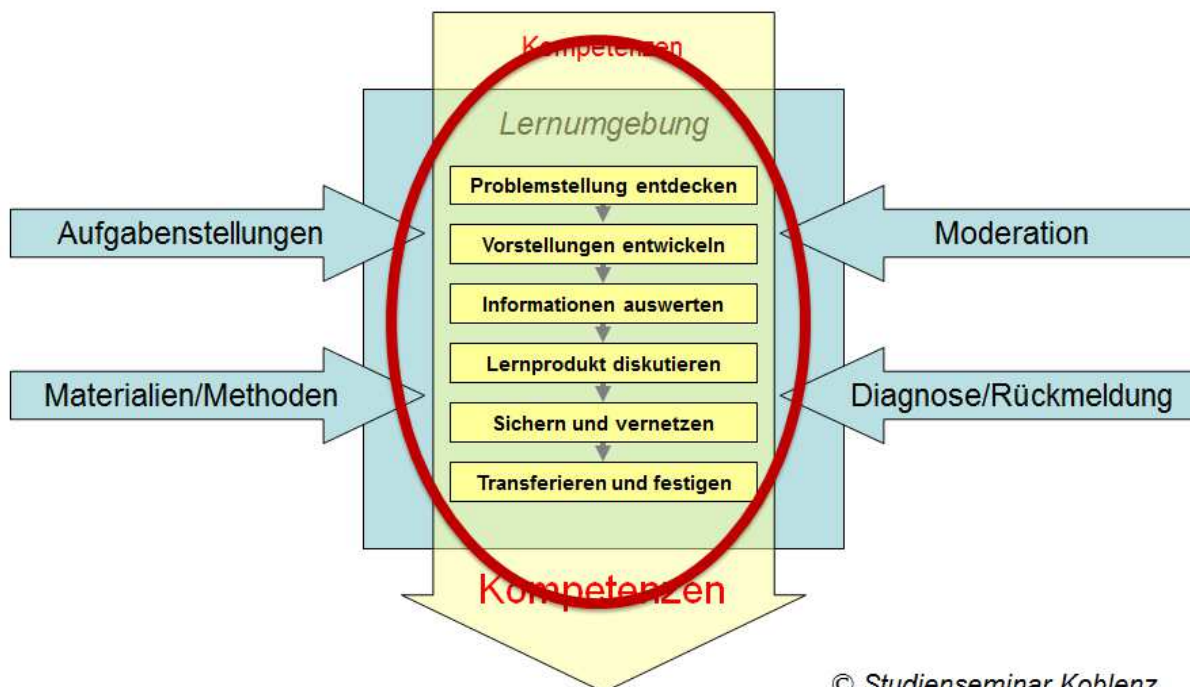 Kompetenzen
Lernumgebung
Problemstellung entdecken
Aufgabenstellungen
Vorstellungen entwickeln
Moderation
Informationen auswerten
Lernprodukt diskutieren
Materialien/Methoden
Diagnose/Rückmeldung
Sichern und vernetzen
Transferieren und festigen
Kompetenzen
© Studienseminar Koblenz